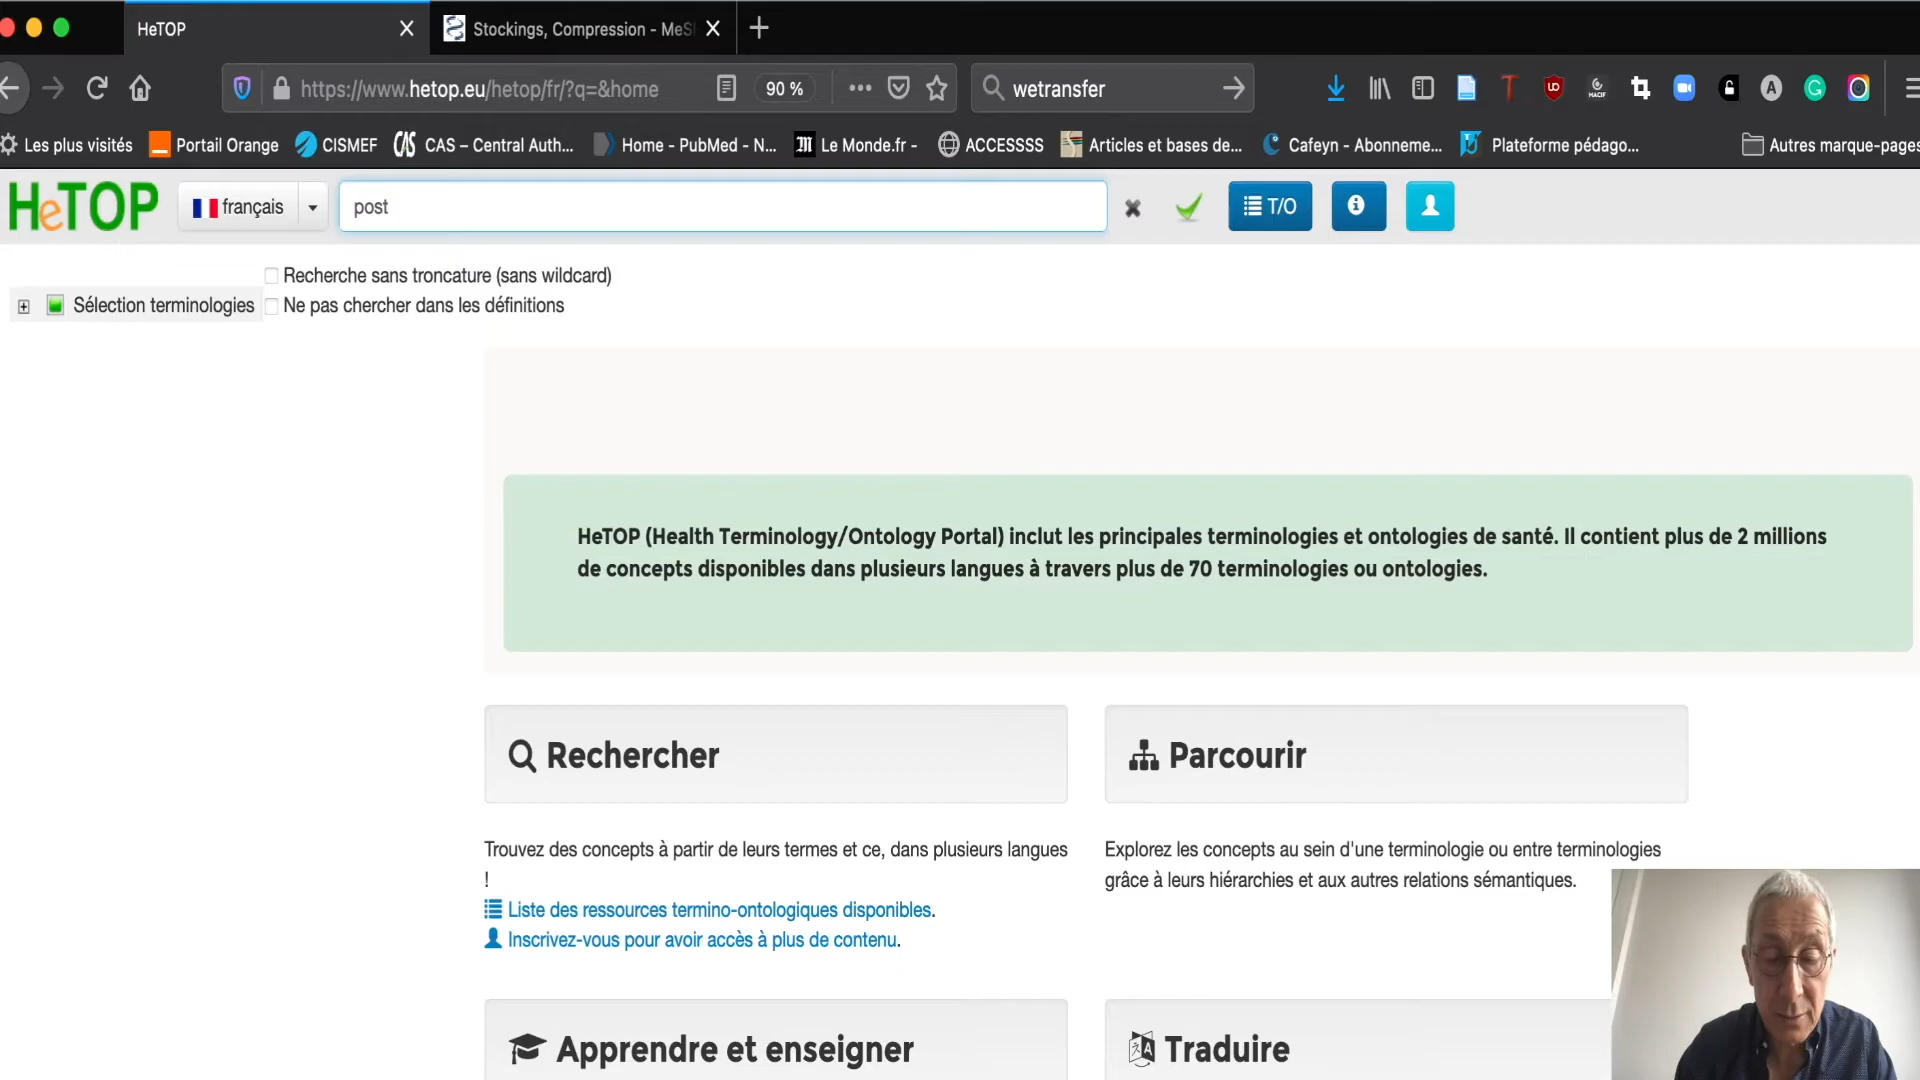 HeTOP
Stockings, Compression - MeS
https://www.hetop.eu/hetop/fr/?q=&home
90 %
wetransfer
Les plus visités
Portail Orange
CISMEF
CAS – Central Auth...
Home - PubMed - N...
Le Monde.fr -
ACCESSSS
Articles et bases de...
Cafeyn - Abonneme...
Plateforme pédago...
Autres marque-pages
HeTOP
français
post
T/O
Recherche sans troncature (sans wildcard)
Sélection terminologies
Ne pas chercher dans les définitions
HeTOP (Health Terminology/Ontology Portal) inclut les principales terminologies et ontologies de santé. Il contient plus de 2 millions
de concepts disponibles dans plusieurs langues à travers plus de 70 terminologies ou ontologies.
Rechercher
Parcourir
Trouvez des concepts à partir de leurs termes et ce, dans plusieurs langues
!
Liste des ressources termino-ontologiques disponibles.
Inscrivez-vous pour avoir accès à plus de contenu.
Explorez les concepts au sein d'une terminologie ou entre terminologies
grâce à leurs hiérarchies et aux autres relations sémantiques.
Apprendre et enseigner
Traduire